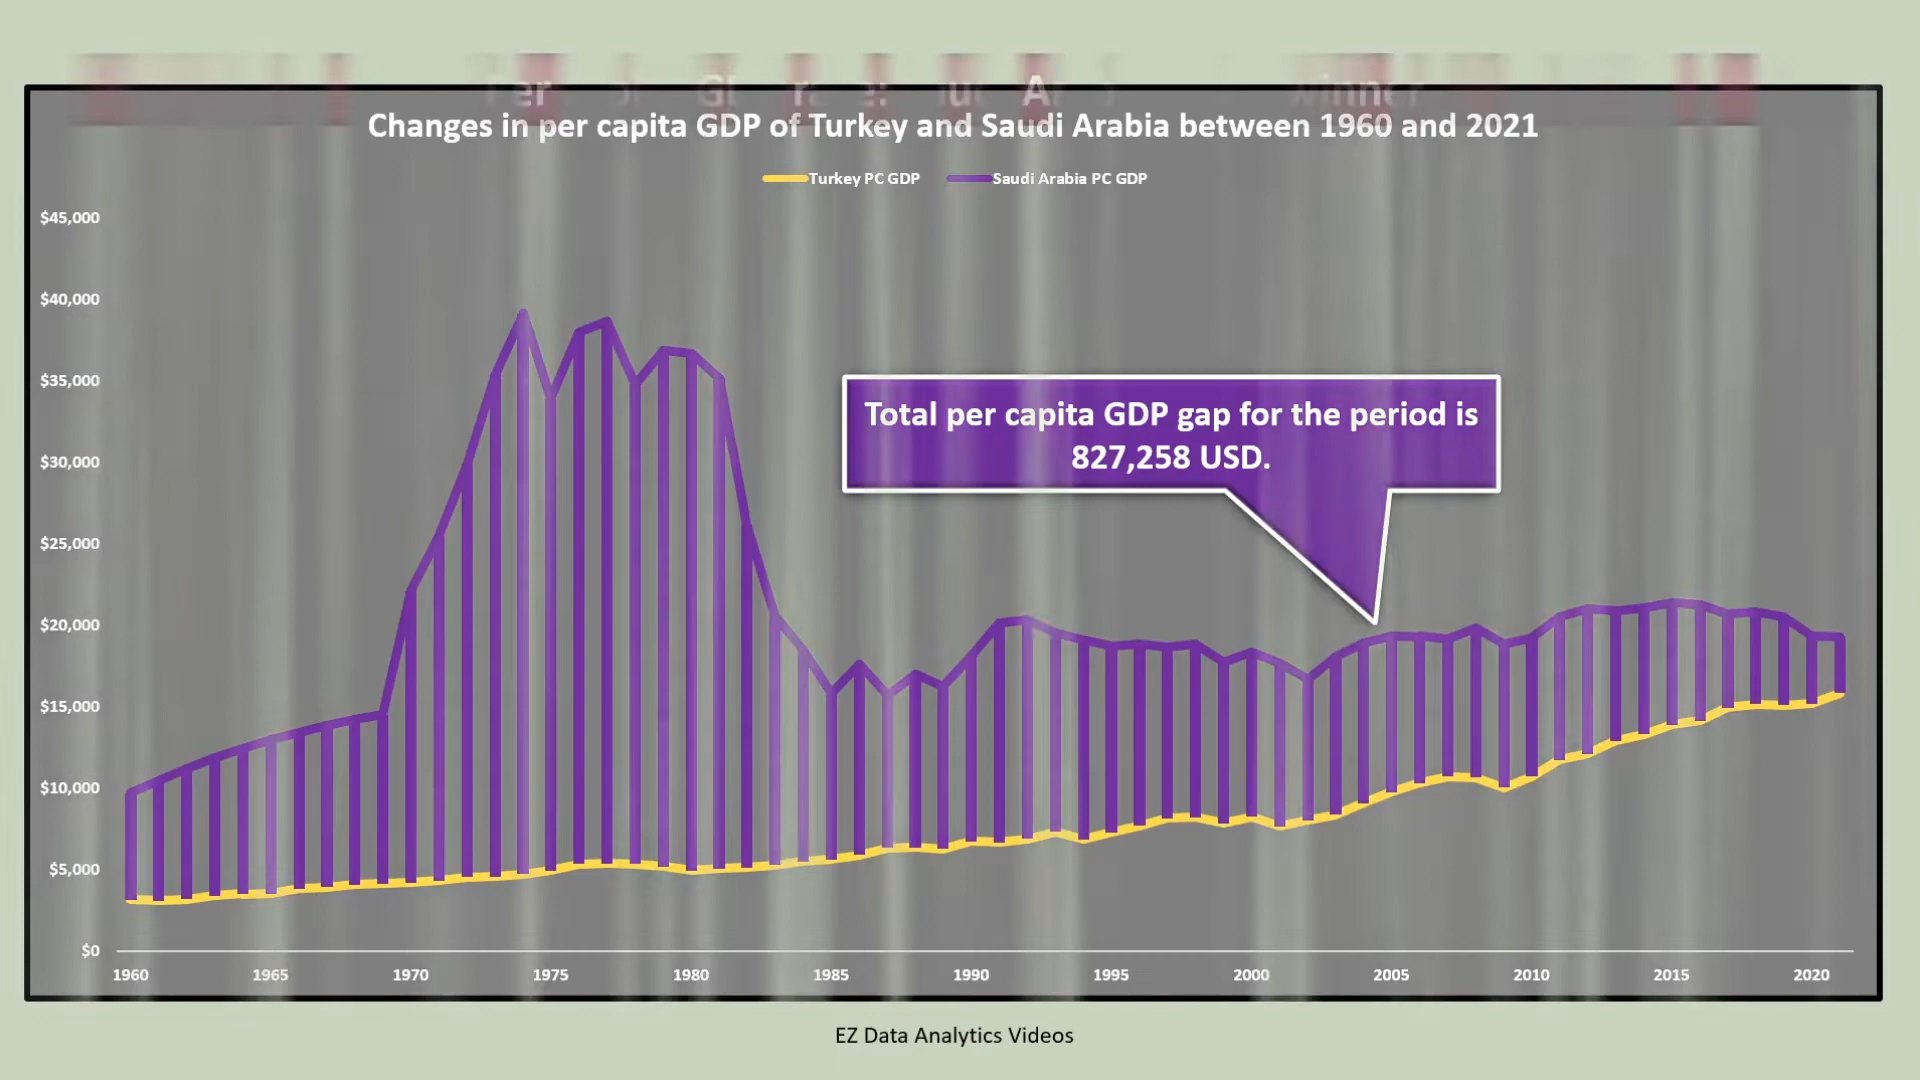 Changes in per capita GDP of Turkey and Saudi Arabia between 1960 and 2021
Turkey PC GDP Saudi Arabia PC GDP
$45,000
$40,000
$35,000
$30,000
$25,000
$20,000
$15,000
$10,000
$5,000
$0
Total per capita GDP gap for the period is
827,258 USD.
1960 1965 1970 1975 1980 1985 1990 1995 2000 2005 2010 2015 2020
EZ Data Analytics Videos